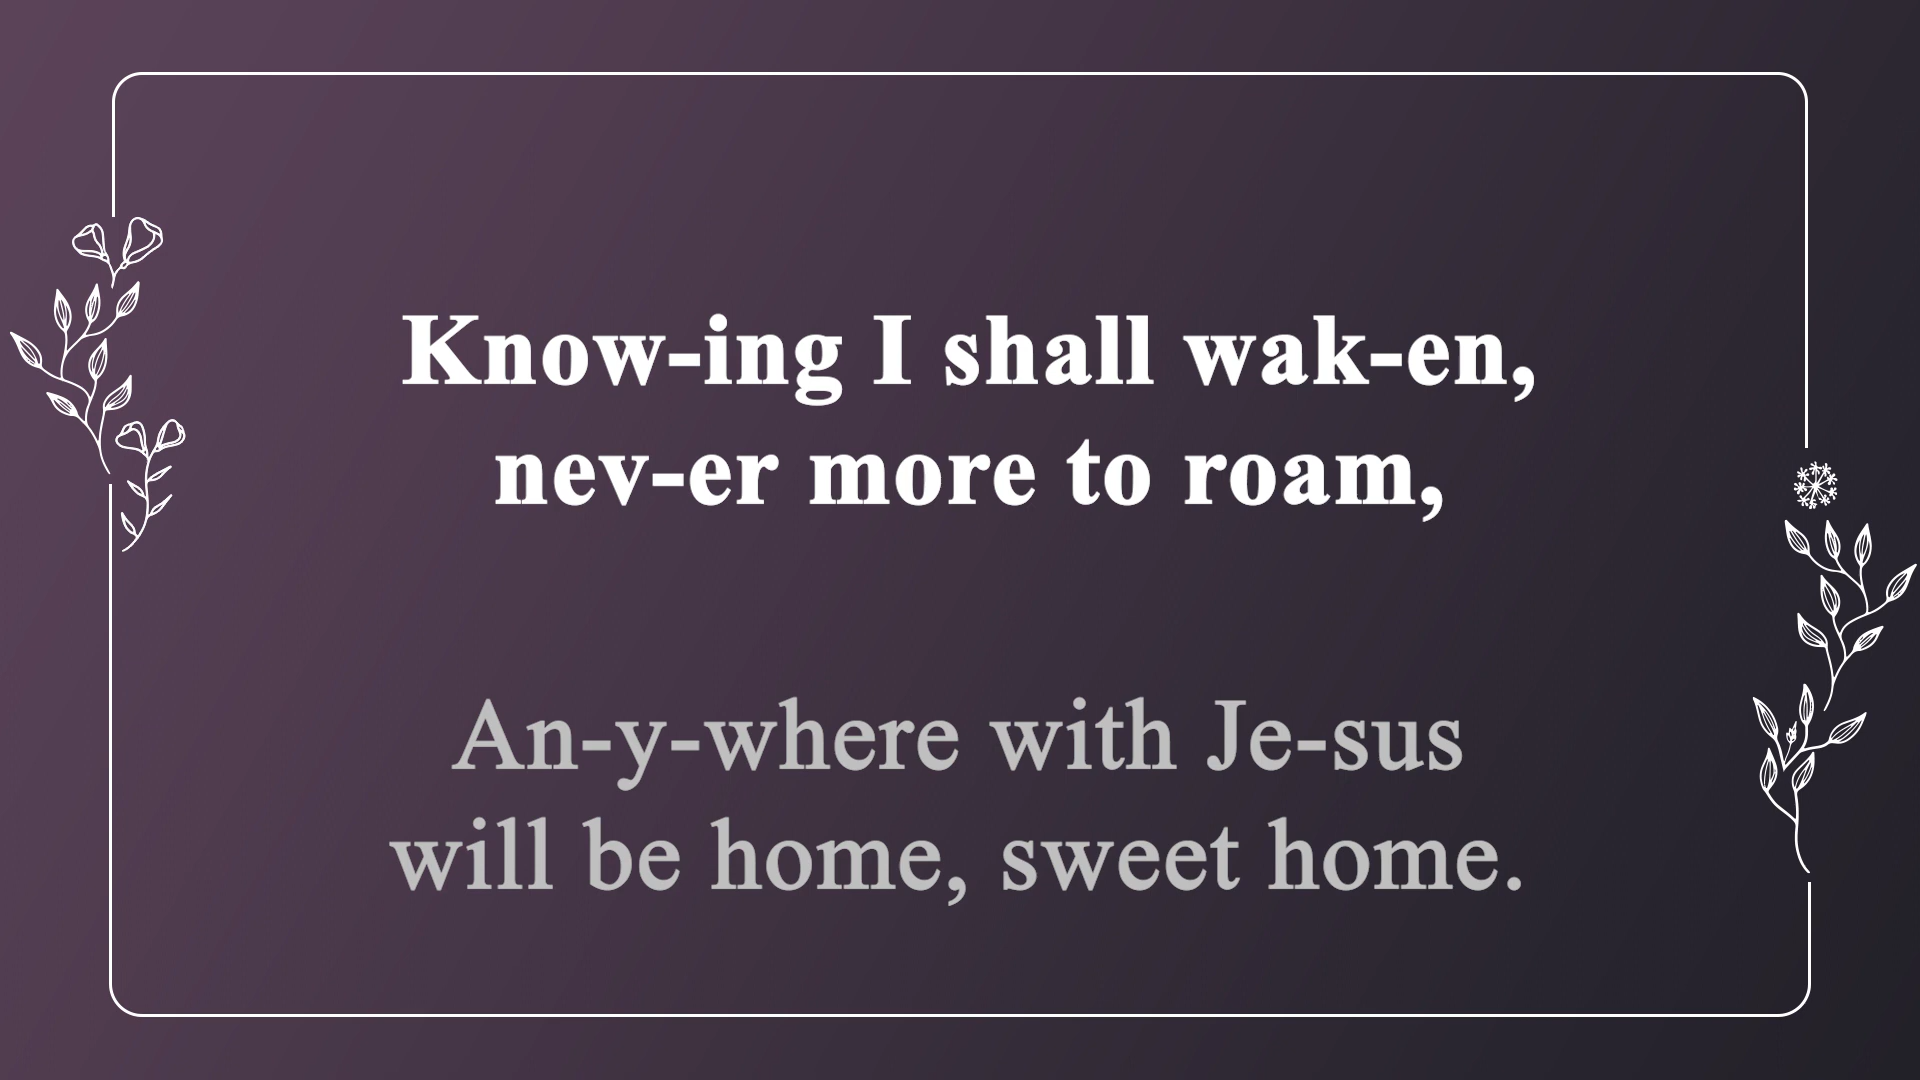 Know-ing I shall wak-en,
nev-er more to roam,
An-y-where with Je-sus
will be home, sweet home.